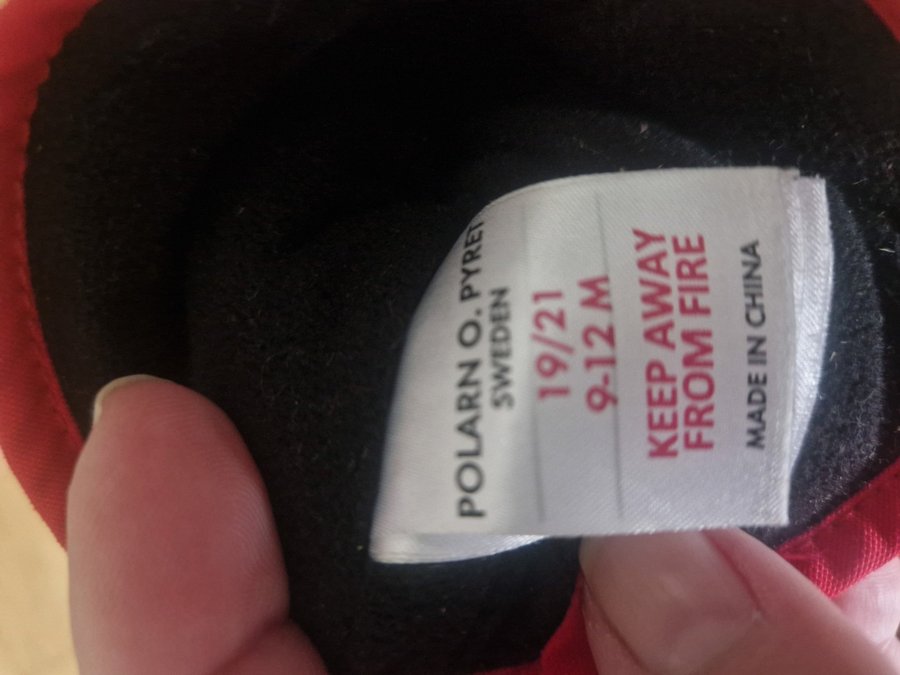 POLARN O. PYRET
SWEDEN
19/21
9-12 M
KEEP AWAY
FROM FIRE
MADE IN CHINA